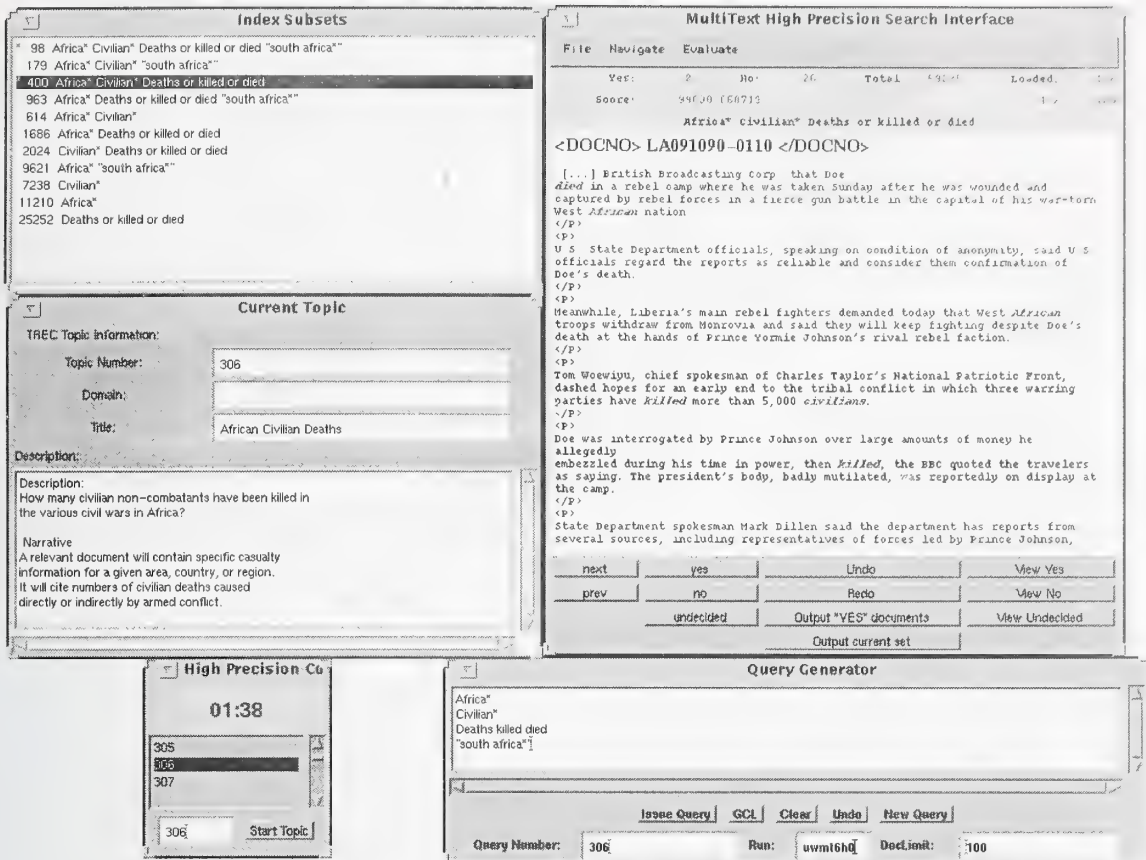 Index Subsets
* 98 Africa* Civilian* Deaths or killed or died "south africa*"
179 Africa* Civilian* "south africa*"
400 Africa* Civilian* Deaths or killed or died
963 Africa* Deaths or killed or died "south africa*"
614 Africa* Civilian*
1686 Africa* Deaths or killed or died
2024 Civilian* Deaths or killed or died
9621 Africa* "south africa*"
7238 Civilian*
11210 Africa*
25252 Deaths or killed or died
Current Topic
TREC Topic Information:
Topic Number: 306
Domain:
Title: African Civilian Deaths
Description:
Description:
How many civilian non-combatants have been killed in
the various civil wars in Africa?
Narrative
A relevant document will contain specific casualty
information for a given area, country, or region.
It will cite numbers of civilian deaths caused
directly or indirectly by armed conflict.
MultiText High Precision Search Interface
File Navigate Evaluate
Yes: 2 No: 26 Total Loaded:
Score:
Africa* Civilian* Deaths or killed or died
<DOCNO> LA091090-0110 </DOCNO>
[...] British Broadcasting Corp that Doe
died in a rebel camp where he was taken Sunday after he was wounded and
captured by rebel forces in a fierce gun battle in the capital of his war-torn
West African nation
</P>
<P>
U S State Department officials, speaking on condition of anonymity, said U S
officials regard the reports as reliable and consider them confirmation of
Doe's death.
</P>
<P>
Meanwhile, Liberia's main rebel fighters demanded today that West African
troops withdraw from Monrovia and said they will keep fighting despite Doe's
death at the hands of Prince Yormie Johnson's rival rebel faction.
</P>
<P>
Tom Woewiyu, chief spokesman of Charles Taylor's National Patriotic Front,
dashed hopes for an early end to the tribal conflict in which three warring
parties have killed more than 5,000 civilians.
</P>
<P>
Doe was interrogated by Prince Johnson over large amounts of money he
allegedly
embezzled during his time in power, then killed, the BBC quoted the travelers
as saying. The president's body, badly mutilated, was reportedly on display at
the camp.
</P>
<P>
State Department spokesman Mark Dillen said the department has reports from
several sources, including representatives of forces led by Prince Johnson,
next yes Undo View Yes
prev no Redo View No
undecided Output "YES" documents View Undecided
Output current set
High Precision Co
01:38
305
306
307
306 Start Topic
Query Generator
Africa*
Civilian*
Deaths killed died
"south africa*"
Issue Query GCL Clear Undo New Query
Query Number: 306 Run: uwmt6h0 DocLimit: 100